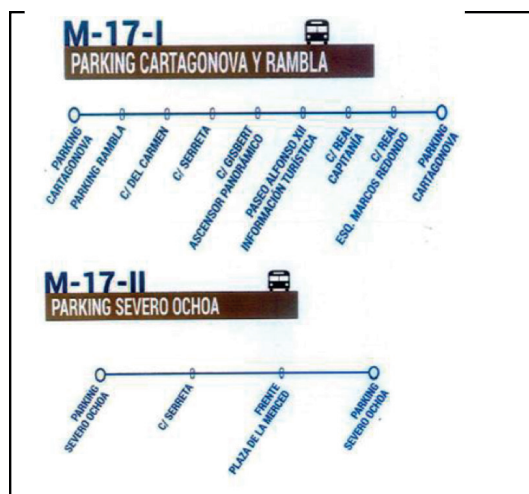 M-17-I
PARKING CARTAGONOVA Y RAMBLA
PARKING
CARTAGONOVA
PARKING RAMBLA
C/ DEL CARMEN
C/ SERRETA
C/ GISBERT
ASCENSOR PANORÁMICO
PASEO ALFONSO XII
INFORMACIÓN TURÍSTICA
C/ REAL
CAPITANÍA
C/ REAL
ESQ. MARCOS REDONDO
PARKING
CARTAGONOVA
M-17-II
PARKING SEVERO OCHOA
PARKING
SEVERO OCHOA
C/ SERRETA
FRENTE
PLAZA DE LA MERCED
PARKING
SEVERO OCHOA